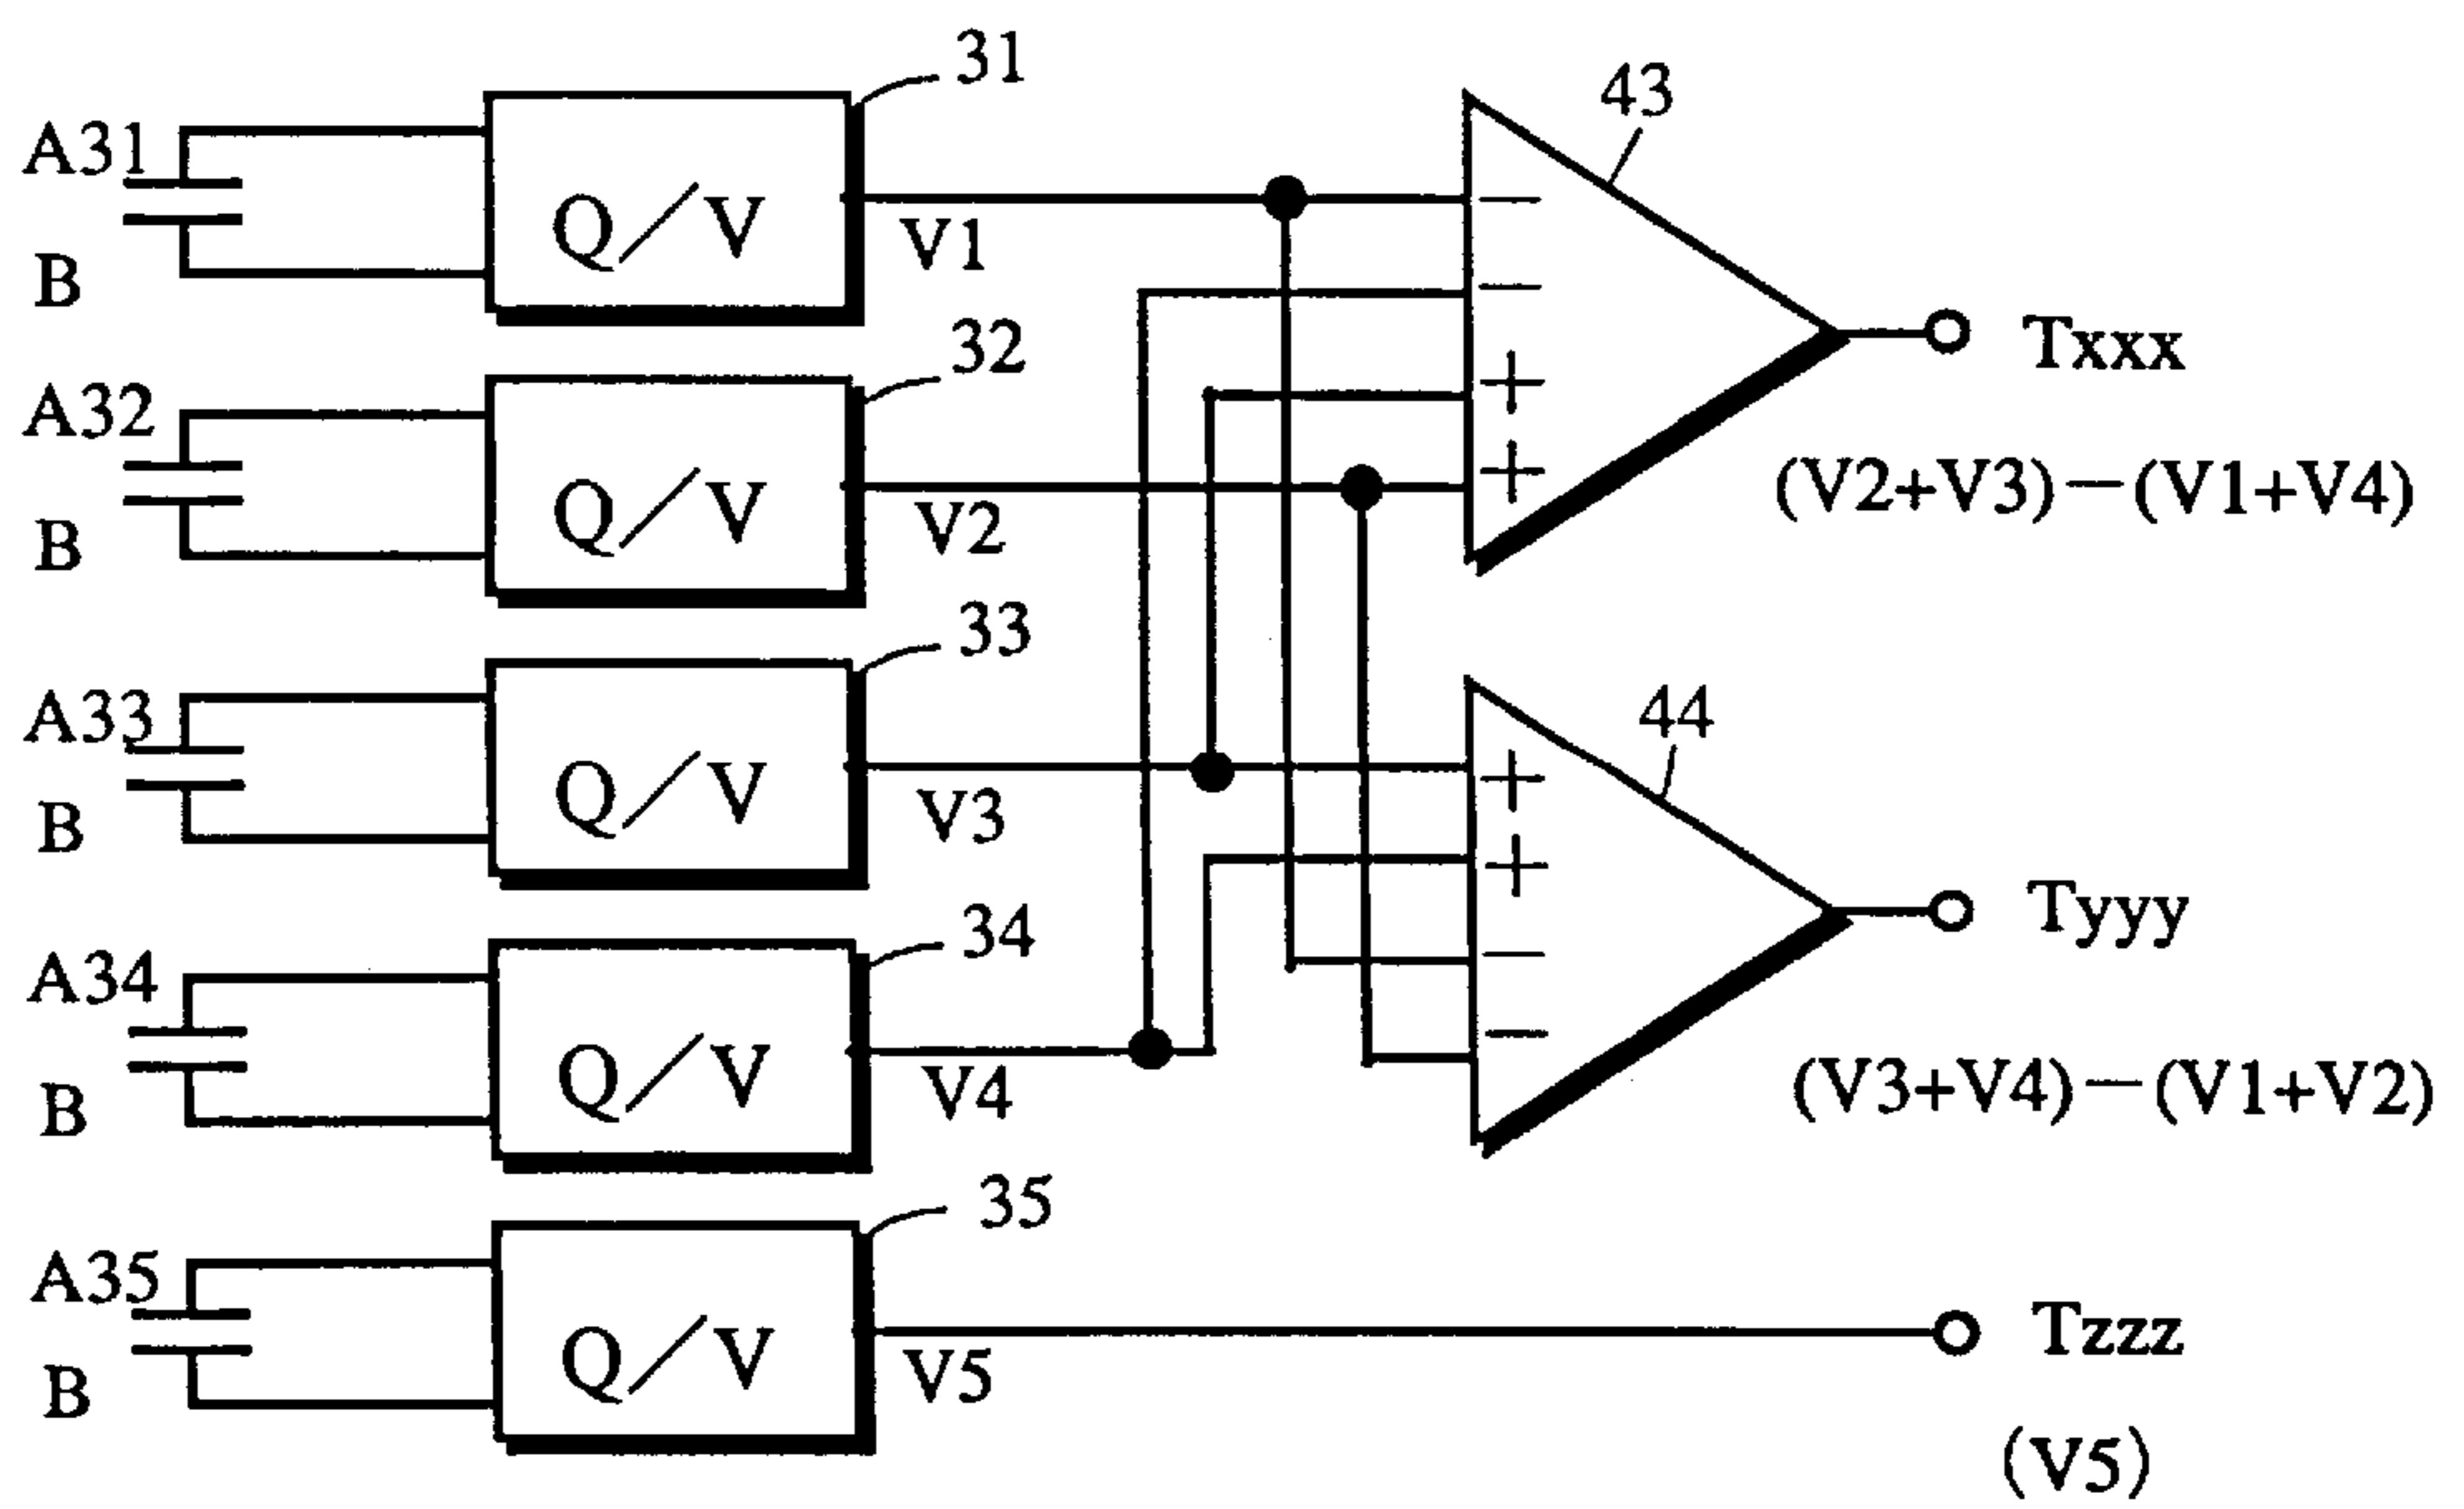 31
A31
Q/V
V1
B
43
−
−
+
+
Txxx
(V2+V3)−(V1+V4)
32
A32
Q/V
V2
B
33
A33
Q/V
V3
B
44
+
+
−
−
Tyyy
(V3+V4)−(V1+V2)
34
A34
Q/V
V4
B
35
A35
Q/V
V5
B
Tzzz
(V5)